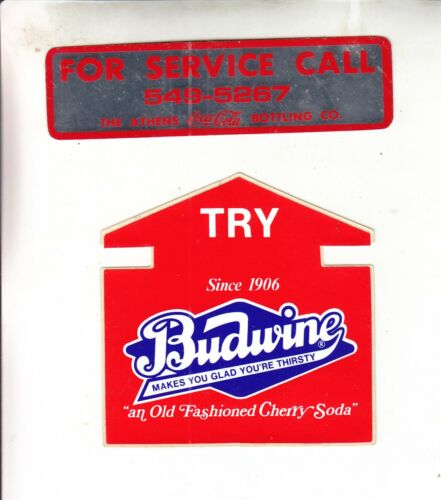 FOR SERVICE CALL
549-5267
THE ATHENS Coca-Cola BOTTLING CO.
TRY
Since 1906
Budwine®
MAKES YOU GLAD YOU'RE THIRSTY
"an Old Fashioned Cherry Soda"